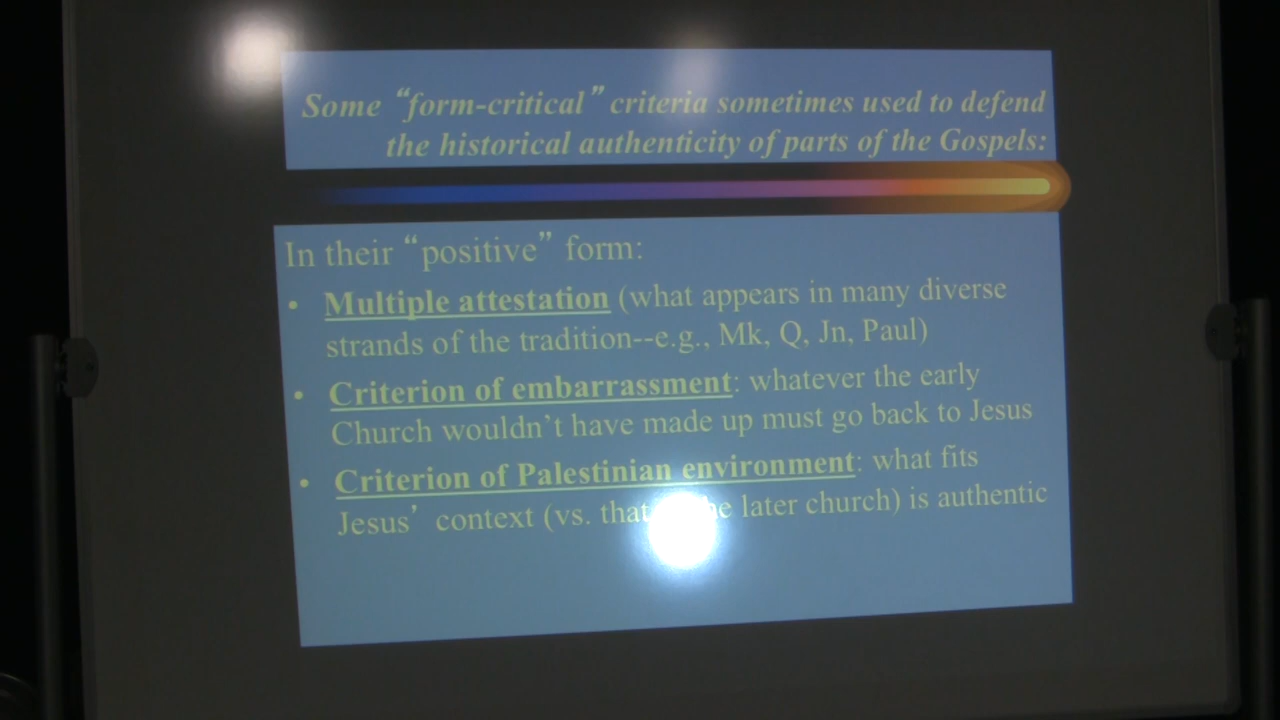 Some “form-critical” criteria sometimes used to defend
the historical authenticity of parts of the Gospels:
In their “positive” form:
• Multiple attestation (what appears in many diverse
strands of the tradition--e.g., Mk, Q, Jn, Paul)
• Criterion of embarrassment: whatever the early
Church wouldn’t have made up must go back to Jesus
• Criterion of Palestinian environment: what fits
Jesus’ context (vs. that later church) is authentic